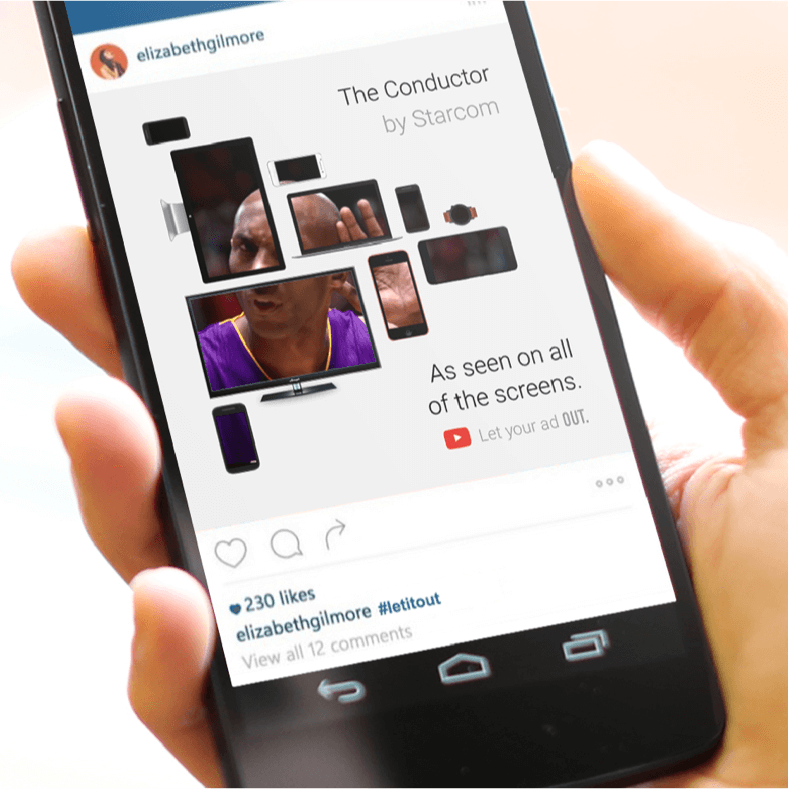 elizabethgilmore
The Conductor
by Starcom
As seen on all
of the screens.
Let your ad OUT.
230 likes
elizabethgilmore #letitout
View all 12 comments